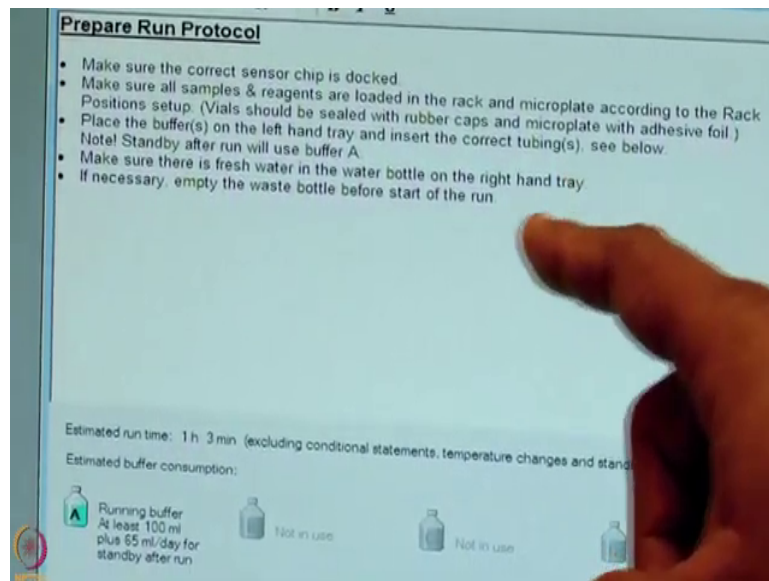 Prepare Run Protocol
• Make sure the correct sensor chip is docked.
• Make sure all samples & reagents are loaded in the rack and microplate according to the Rack
Positions setup. (Vials should be sealed with rubber caps and microplate with adhesive foil.)
• Place the buffer(s) on the left hand tray and insert the correct tubing(s), see below.
Note! Standby after run will use buffer A.
• Make sure there is fresh water in the water bottle on the right hand tray.
• If necessary, empty the waste bottle before start of the run.
Estimated run time: 1 h 3 min (excluding conditional statements, temperature changes and stand
Estimated buffer consumption:
A
Running buffer
At least 100 ml
plus 65 ml/day for
standby after run
Not in use
Not in use